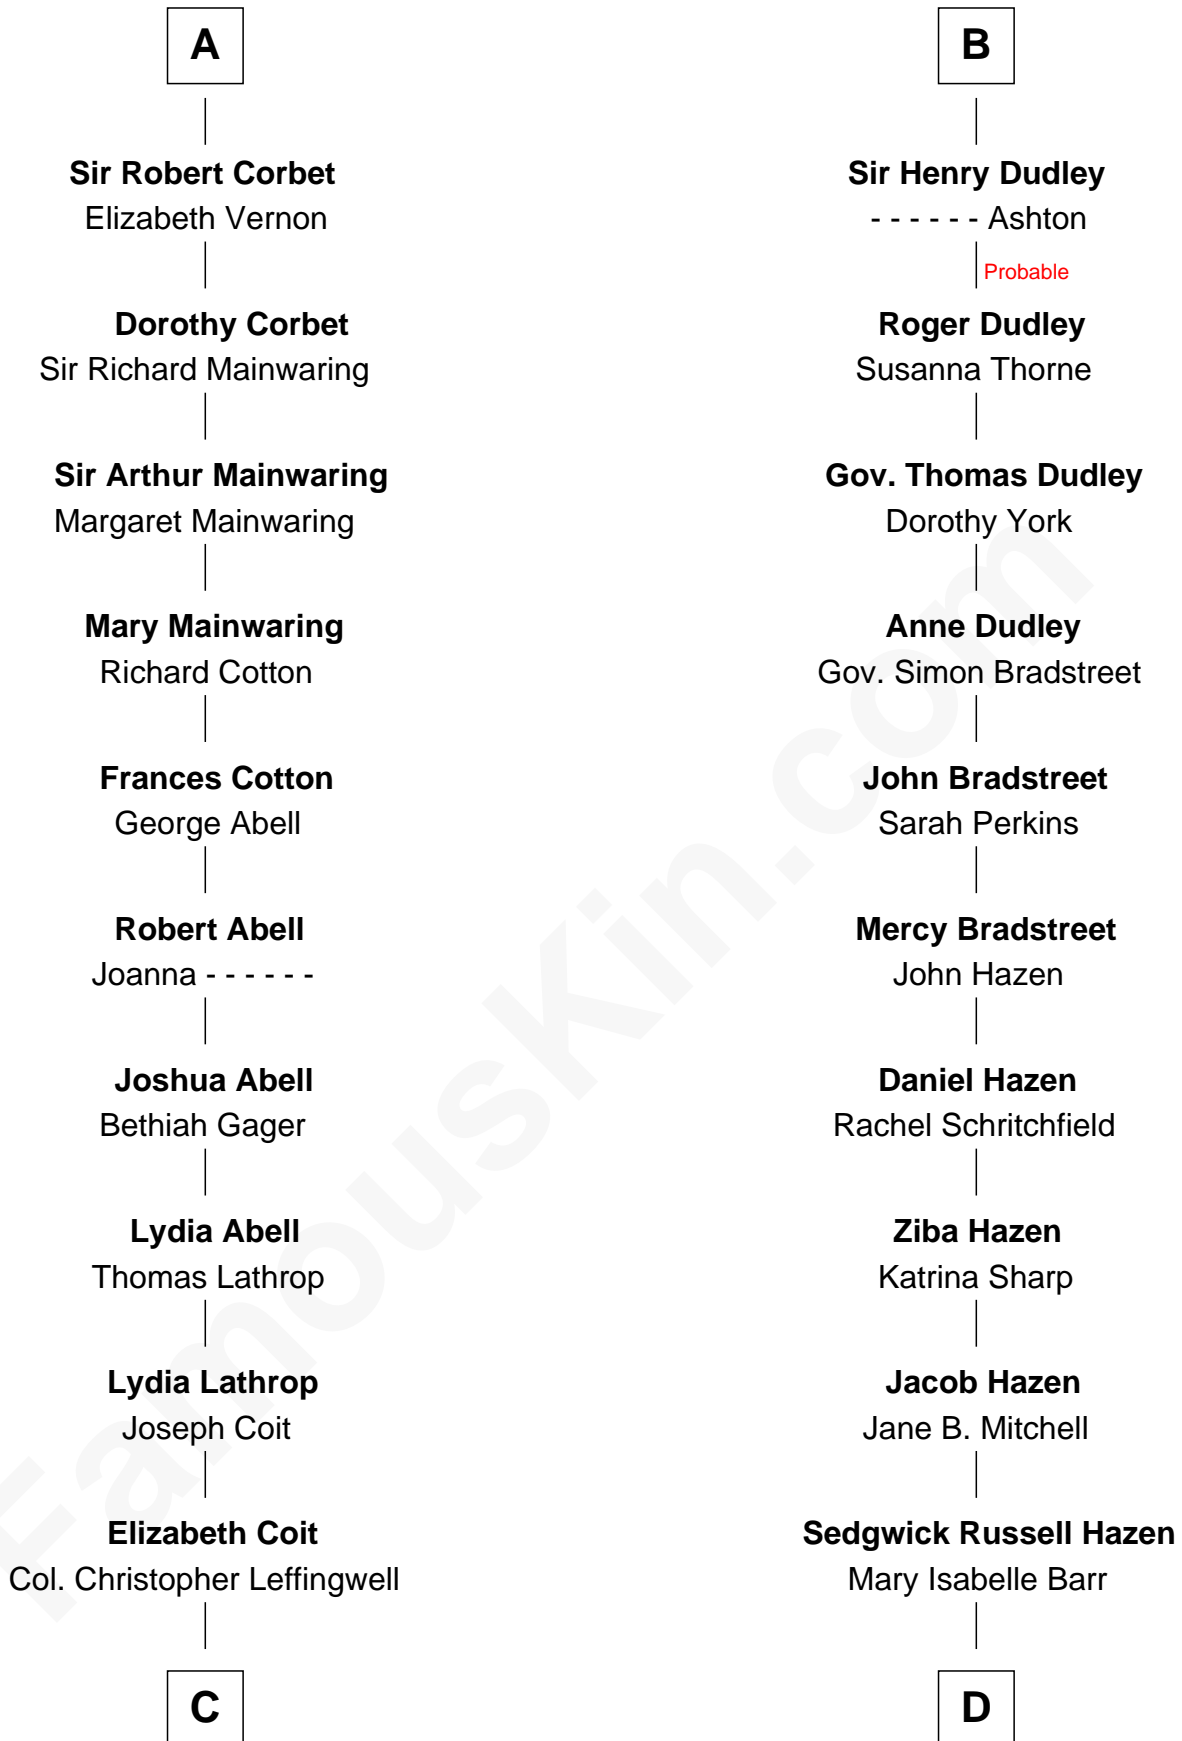 A
Sir Robert Corbet
Elizabeth Vernon
Dorothy Corbet
Sir Richard Mainwaring
Sir Arthur Mainwaring
Margaret Mainwaring
Mary Mainwaring
Richard Cotton
Frances Cotton
George Abell
Robert Abell
Joanna - - - - - -
Joshua Abell
Bethiah Gager
Lydia Abell
Thomas Lathrop
Lydia Lathrop
Joseph Coit
Elizabeth Coit
Col. Christopher Leffingwell
C
B
Sir Henry Dudley
- - - - - - Ashton
Probable
Roger Dudley
Susanna Thorne
Gov. Thomas Dudley
Dorothy York
Anne Dudley
Gov. Simon Bradstreet
John Bradstreet
Sarah Perkins
Mercy Bradstreet
John Hazen
Daniel Hazen
Rachel Schritchfield
Ziba Hazen
Katrina Sharp
Jacob Hazen
Jane B. Mitchell
Sedgwick Russell Hazen
Mary Isabelle Barr
D
FamousKin.com